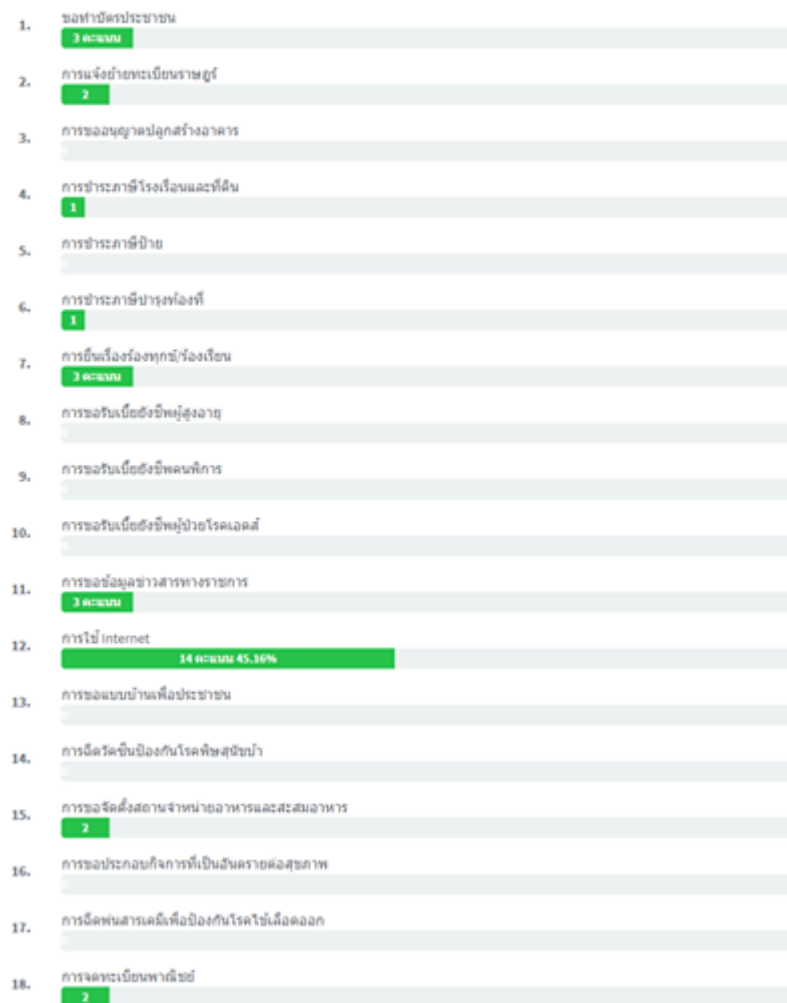 1.
ขอทำบัตรประชาชน
3 คะแนน
2.
การแจ้งย้ายทะเบียนราษฎร์
2
3.
การขออนุญาตปลูกสร้างอาคาร
0
4.
การชำระภาษีโรงเรือนและที่ดิน
1
5.
การชำระภาษีป้าย
0
6.
การชำระภาษีบำรุงท้องที่
1
7.
การยื่นเรื่องร้องทุกข์/ร้องเรียน
3 คะแนน
8.
การขอรับเบี้ยยังชีพผู้สูงอายุ
0
9.
การขอรับเบี้ยยังชีพคนพิการ
0
10.
การขอรับเบี้ยยังชีพผู้ป่วยโรคเอดส์
0
11.
การขอข้อมูลข่าวสารทางราชการ
3 คะแนน
12.
การใช้ Internet
14 คะแนน 45.16%
13.
การขอแบบบ้านเพื่อประชาชน
0
14.
การฉีดวัคซีนป้องกันโรคพิษสุนัขบ้า
0
15.
การขอจัดตั้งสถานจำหน่ายอาหารและสะสมอาหาร
2
16.
การขอประกอบกิจการที่เป็นอันตรายต่อสุขภาพ
0
17.
การฉีดพ่นสารเคมีเพื่อป้องกันโรคไข้เลือดออก
0
18.
การจดทะเบียนพาณิชย์
2